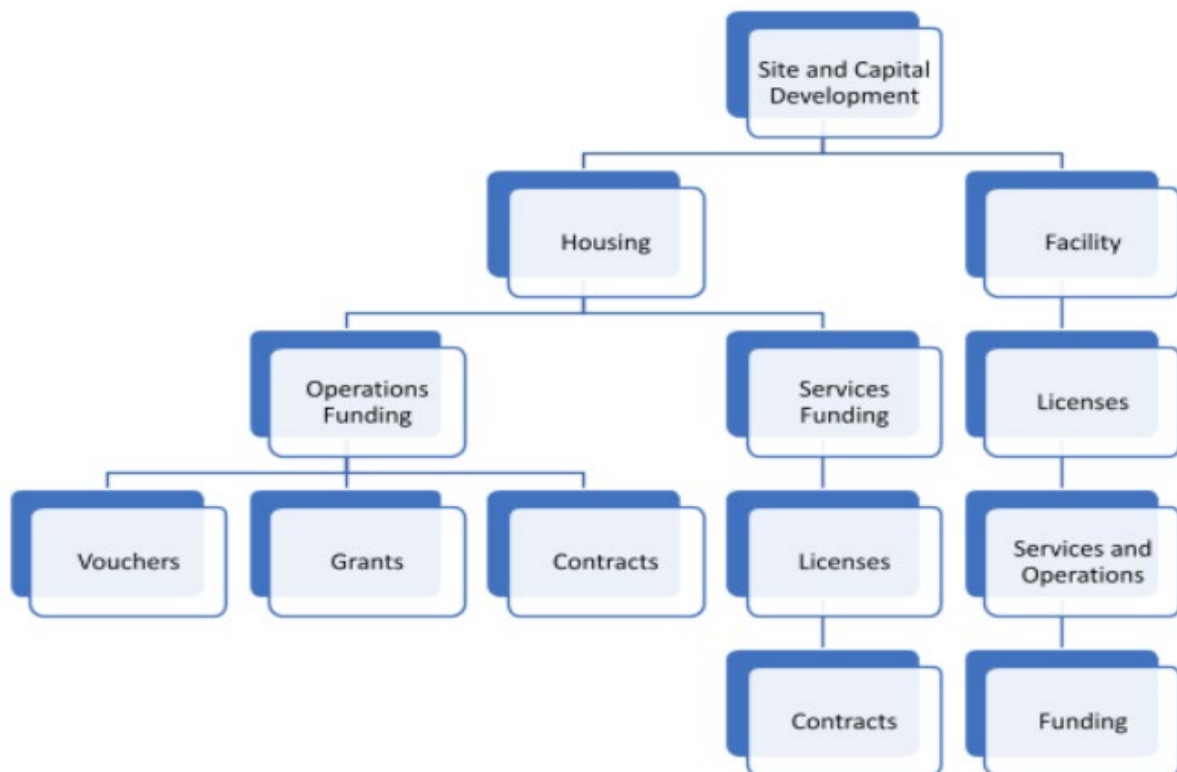 Site and Capital
Development
Housing
Facility
Operations
Funding
Services
Funding
Licenses
Vouchers
Grants
Contracts
Licenses
Services and
Operations
Contracts
Funding